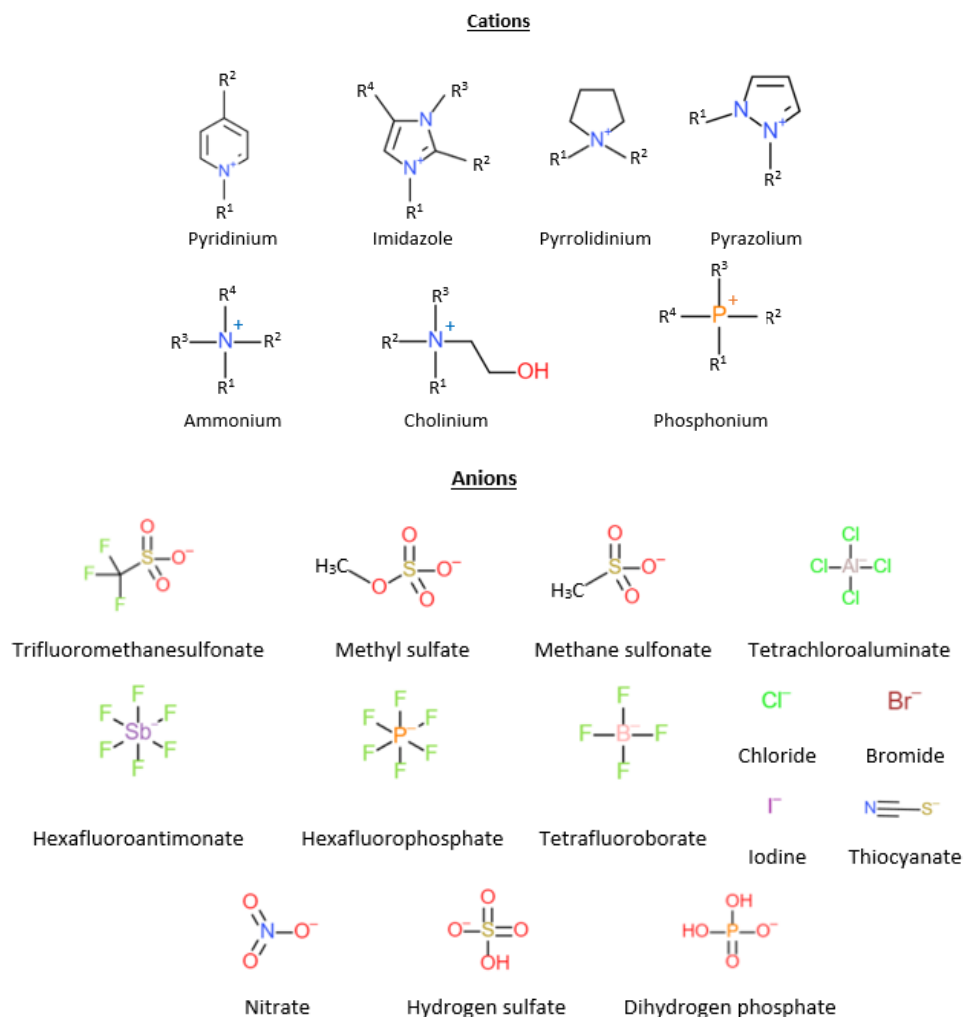 Cations
R²
N⁺
R¹
Pyridinium
R⁴
R³
N
R²
N⁺
R¹
Imidazole
N⁺
R¹
R²
Pyrrolidinium
R¹
N
N⁺
R²
Pyrazolium
R⁴
+
R³
N
R²
R¹
Ammonium
R³
+
R²
N
R¹
OH
Cholinium
R³
+
R⁴
P
R²
R¹
Phosphonium
Anions
F
F
F
S
O
O⁻
O
Trifluoromethanesulfonate
H₃C
O
S
O
O⁻
O
Methyl sulfate
H₃C
S
O
O⁻
O
Methane sulfonate
Cl
Cl
Al⁻
Cl
Cl
Tetrachloroaluminate
F
F
F
Sb⁻
F
F
F
Hexafluoroantimonate
F
F
F
P⁻
F
F
F
Hexafluorophosphate
F
F
B⁻
F
F
Tetrafluoroborate
Cl⁻
Chloride
Br⁻
Bromide
I⁻
Iodine
N
S⁻
Thiocyanate
O
N
O⁻
O
Nitrate
O
O⁻
S
O
OH
Hydrogen sulfate
OH
HO
P
O⁻
O
Dihydrogen phosphate